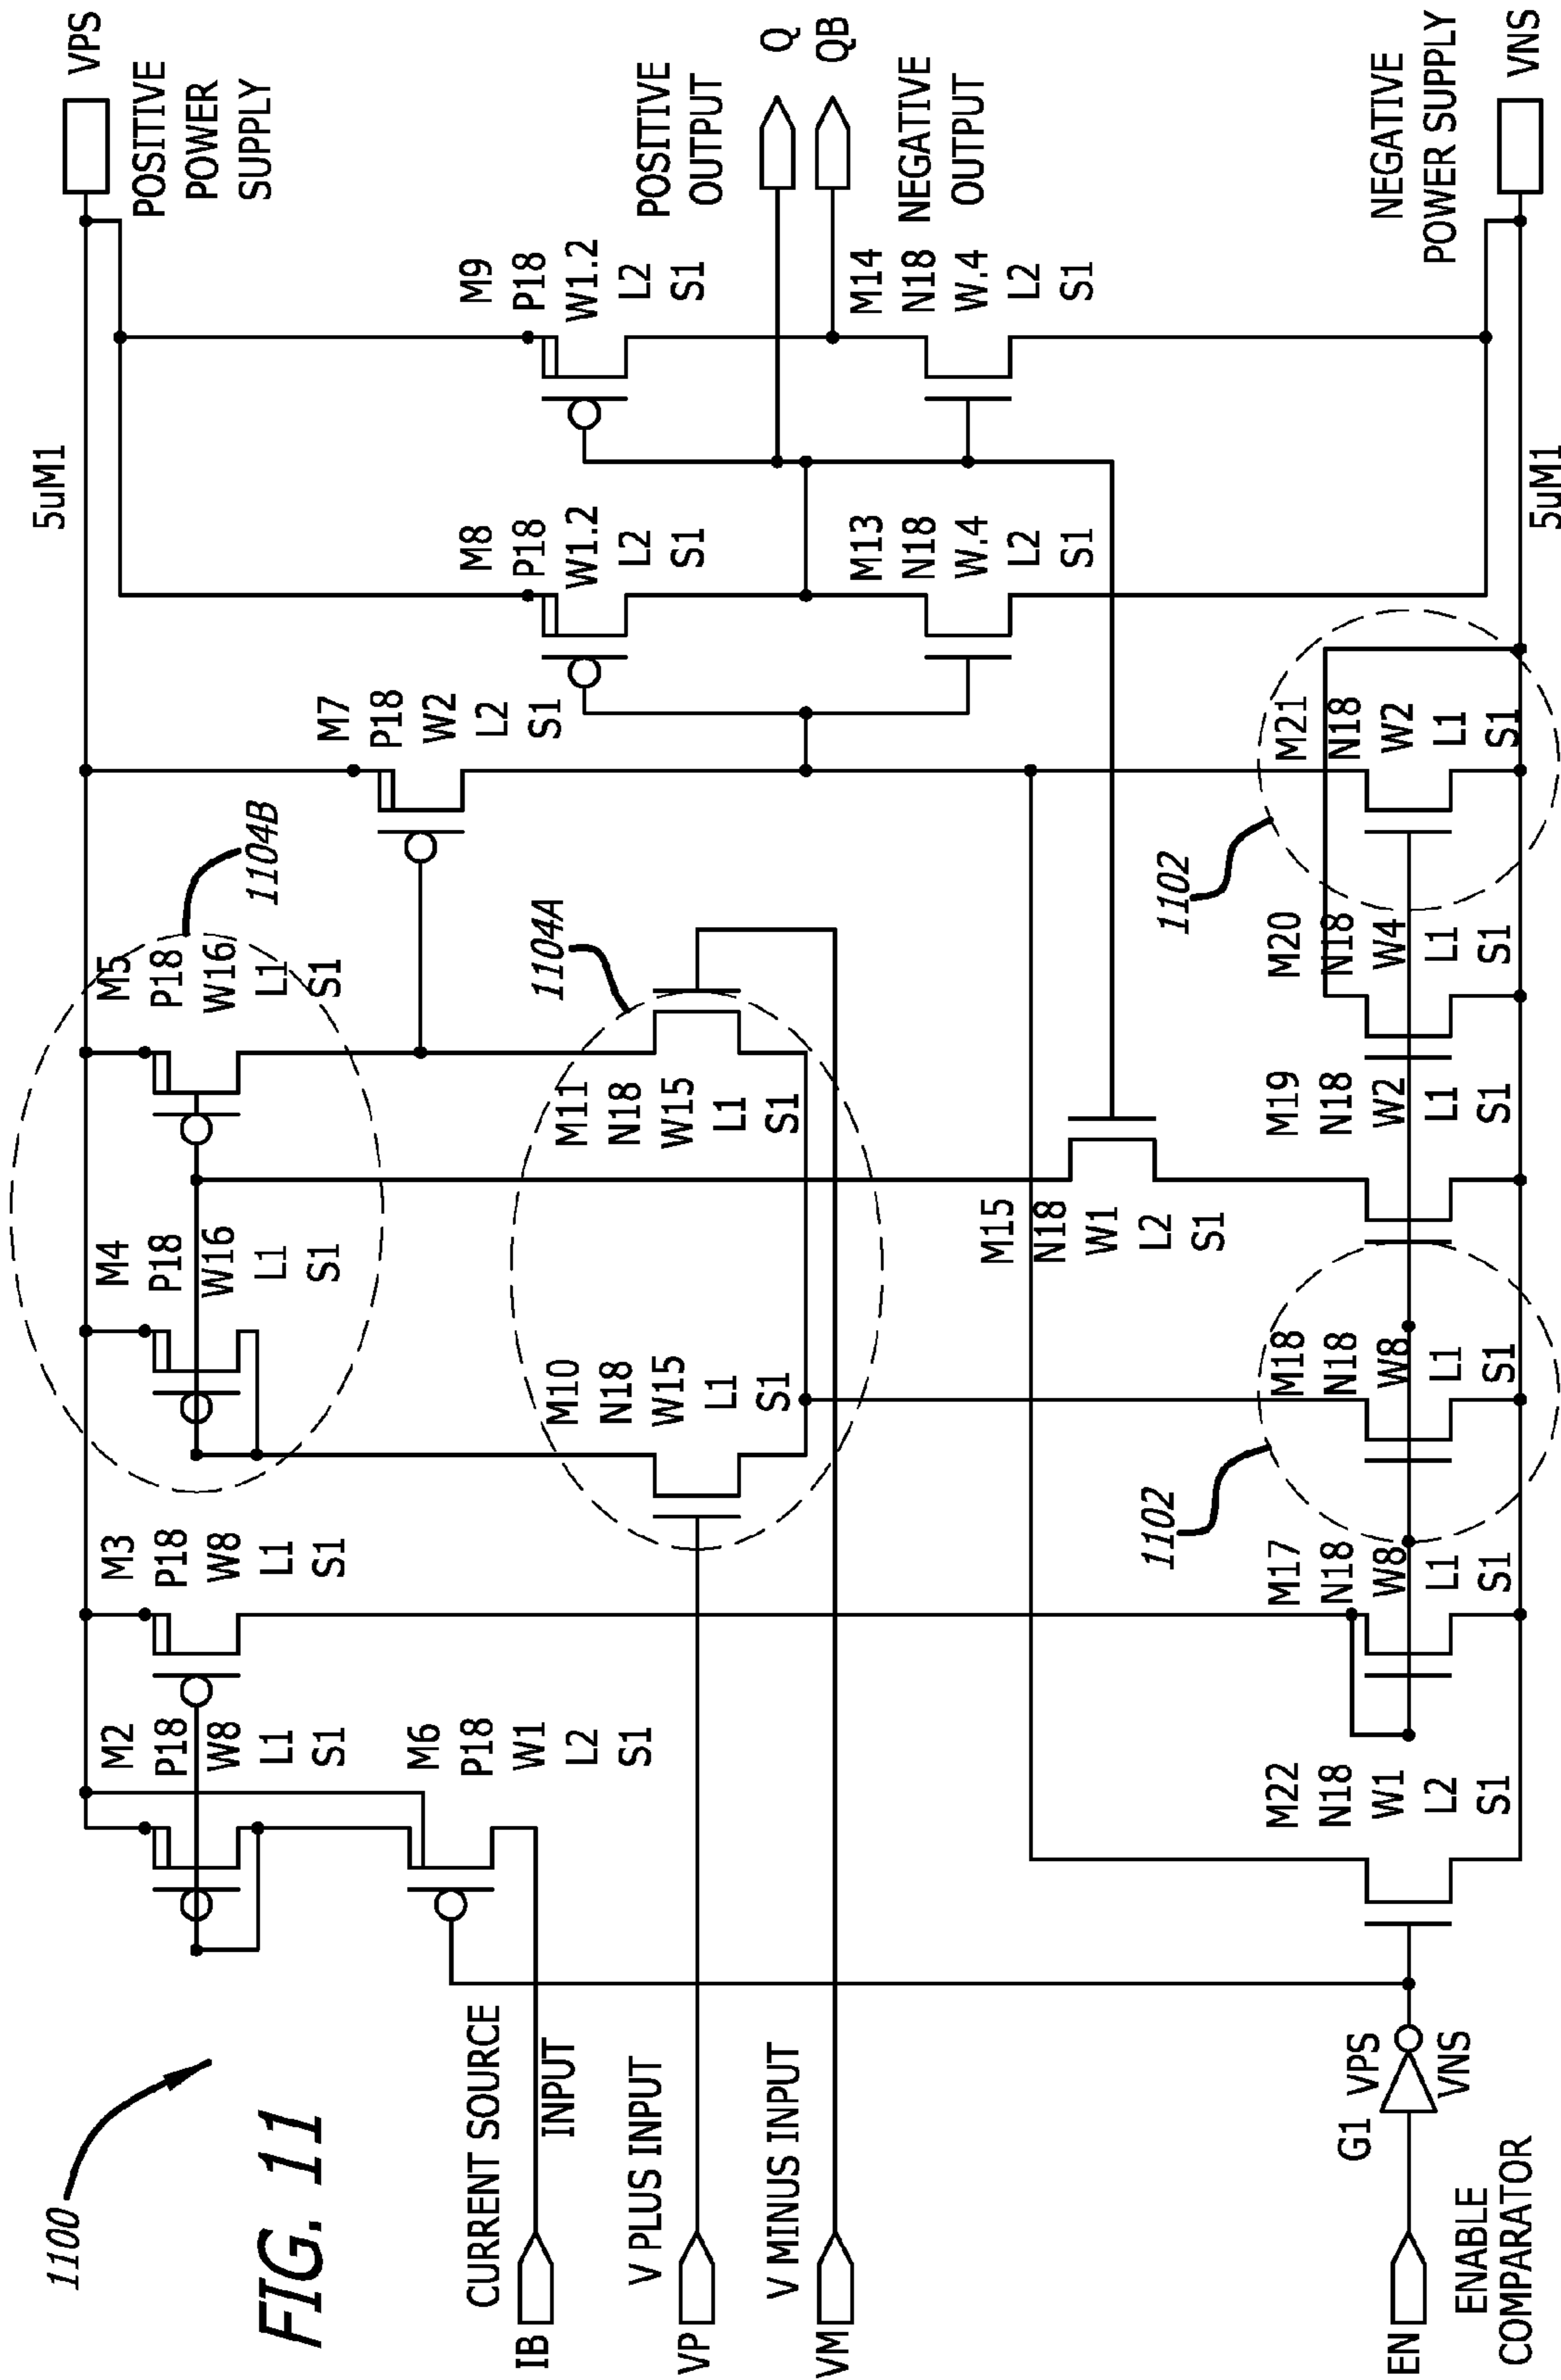 1100
FIG. 11
5uM1
VPS
POSITIVE
POWER
SUPPLY
M2
P18
W8
L1
S1
M3
P18
W8
L1
S1
M4
P18
W16
L1
S1
M5
P18
W16
L1
S1
1104B
M6
P18
W1
L2
S1
M7
P18
W2
L2
S1
M8
P18
W1.2
L2
S1
M9
P18
W1.2
L2
S1
CURRENT SOURCE
INPUT
IB
V PLUS INPUT
VP
V MINUS INPUT
VM
M10
N18
W15
L1
S1
M11
N18
W15
L1
S1
1104A
POSITIVE
OUTPUT
Q
QB
NEGATIVE
OUTPUT
M13
N18
W.4
L2
S1
M14
N18
W.4
L2
S1
M15
N18
W1
L2
S1
1102
1102
M22
N18
W1
L2
S1
M17
N18
W8
L1
S1
M18
N18
W8
L1
S1
M19
N18
W2
L1
S1
M20
N18
W4
L1
S1
M21
N18
W2
L1
S1
G1
VPS
VNS
EN
ENABLE
COMPARATOR
NEGATIVE
POWER SUPPLY
VNS
5uM1